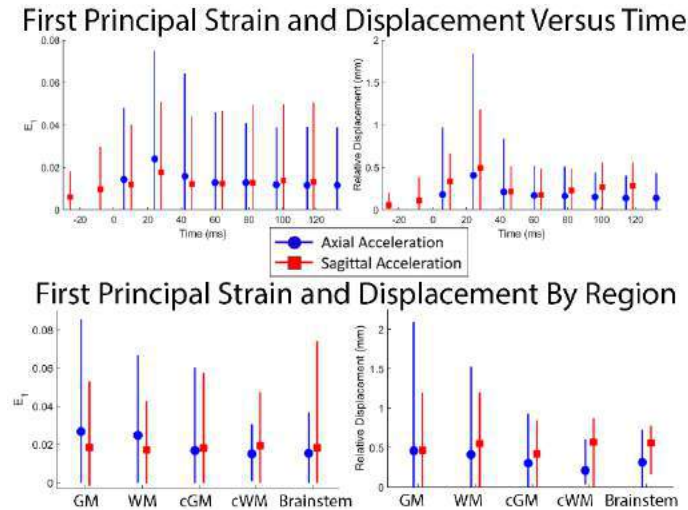 First Principal Strain and Displacement Versus Time
0.08
0.06
0.04
0.02
0
E1
-20 0 20 40 60 80 100 120
Time (ms)
2
1.5
1
0.5
0
Relative Displacement (mm)
-20 0 20 40 60 80 100 120
Time (ms)
Axial Acceleration
Sagittal Acceleration
First Principal Strain and Displacement By Region
0.08
0.06
0.04
0.02
0
E1
GM WM cGM cWM Brainstem
2
1.5
1
0.5
0
Relative Displacement (mm)
GM WM cGM cWM Brainstem